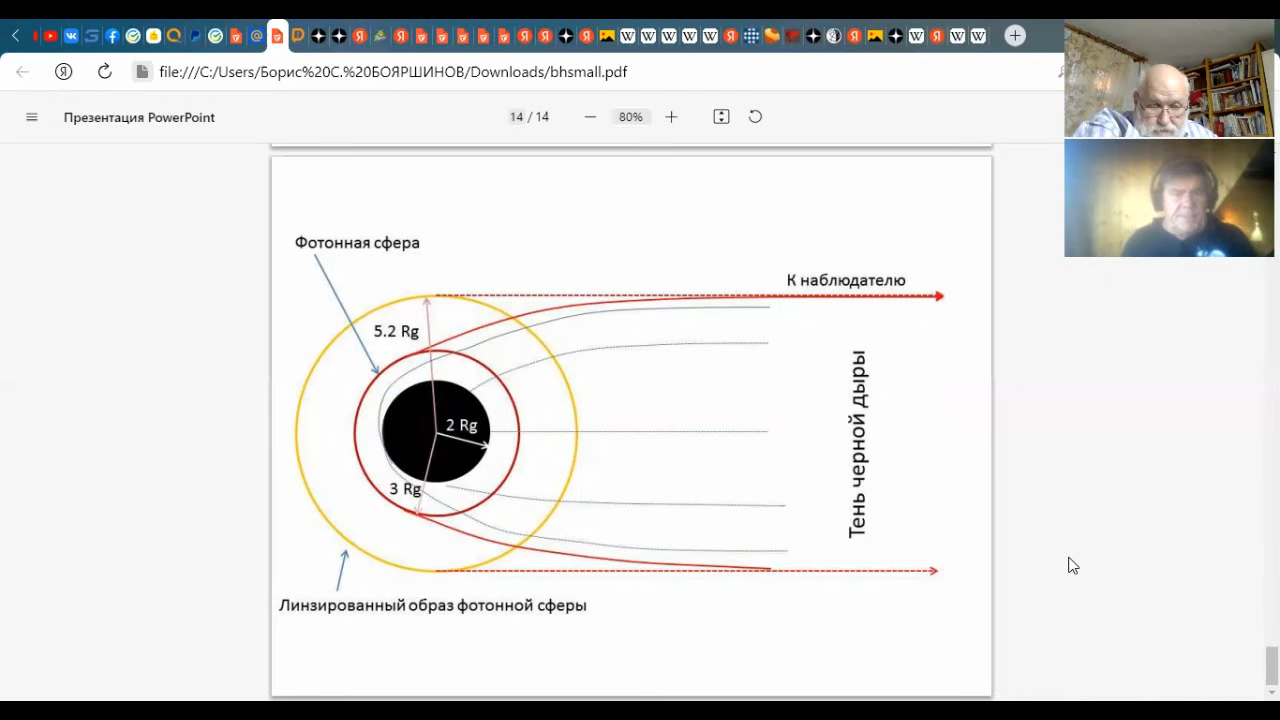 file:///C:/Users/Борис%20С.%20БОЯРШИНОВ/Downloads/bhsmall.pdf
Презентация PowerPoint
14 / 14
80%
Фотонная сфера
К наблюдателю
5.2 Rg
2 Rg
3 Rg
Тень черной дыры
Линзированный образ фотонной сферы